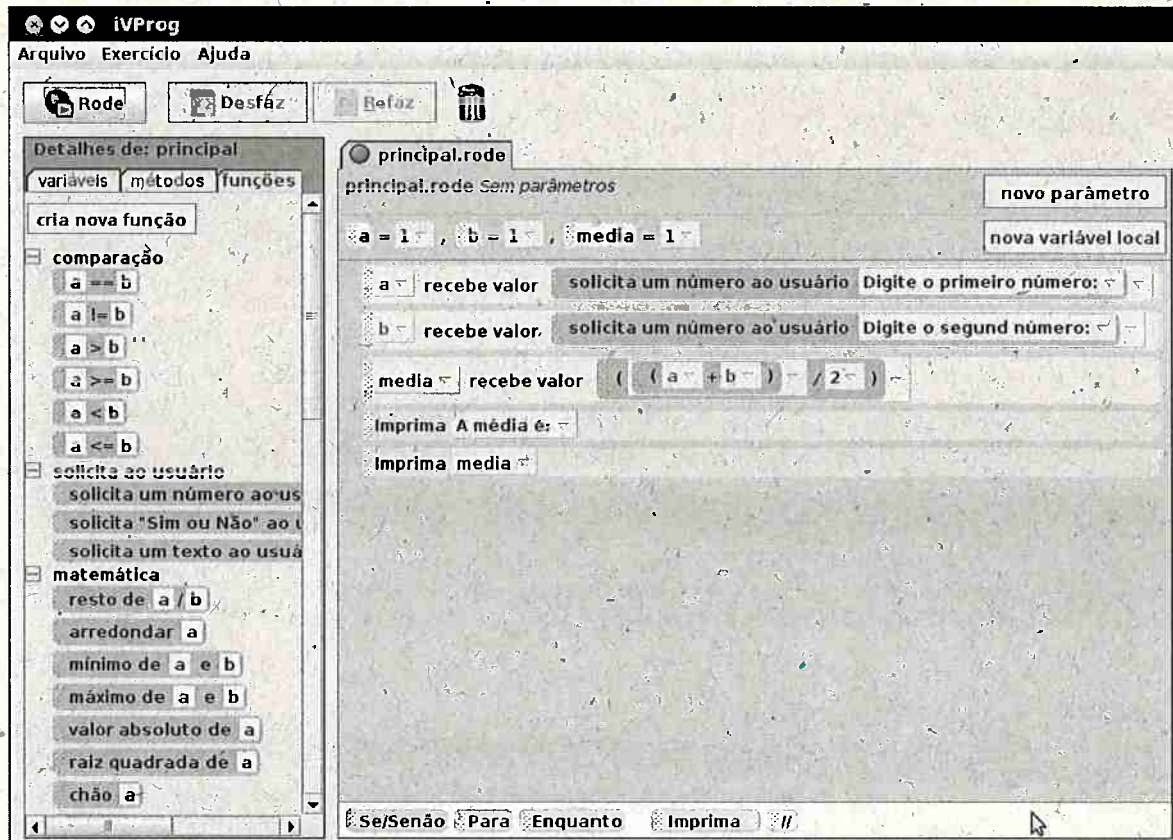 iVProg
Arquivo Exercício Ajuda
Rode Desfaz Refaz
Detalhes de: principal
variáveis métodos funções
cria nova função
comparação
a == b
a != b
a > b
a >= b
a < b
a <= b
solicita ao usuário
solicita um número ao us
solicita "Sim ou Não" ao u
solicita um texto ao usuá
matemática
resto de a / b
arredondar a
mínimo de a e b
máximo de a e b
valor absoluto de a
raiz quadrada de a
chão a
principal.rode
principal.rode Sem parâmetros
novo parâmetro
a = 1 , b = 1 , media = 1
nova variável local
a recebe valor solicita um número ao usuário Digite o primeiro número:
b recebe valor solicita um número ao usuário Digite o segund número:
media recebe valor ( ( a + b ) / 2 )
Imprima A média é:
Imprima media
Se/Senão Para Enquanto Imprima //